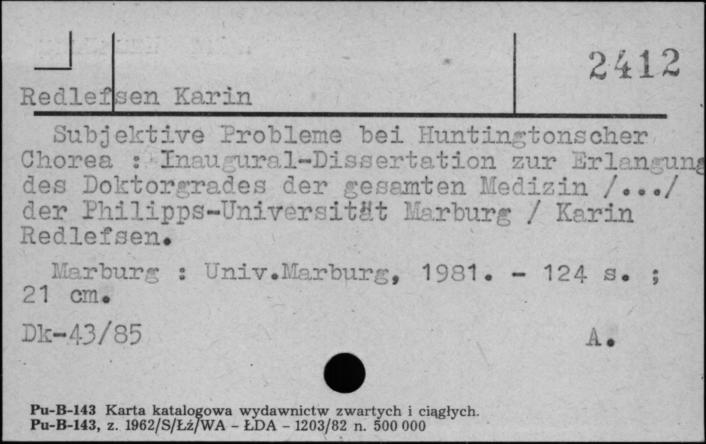 2412
Redlefsen Karin
Subjektive Probleme bei Huntingtonscher
Chorea : Inaugural-Dissertation zur Erlangung
des Doktorgrades der gesamten Medizin /.../
der Philipps-Universität Marburg / Karin
Redlefsen.
Marburg : Univ.Marburg, 1981. - 124 s. ;
21 cm.
Dk-43/85 A.
Pu-B-143 Karta katalogowa wydawnictw zwartych i ciągłych.
Pu-B-143, z. 1962/S/Łź/WA - ŁDA - 1203/82 n. 500 000